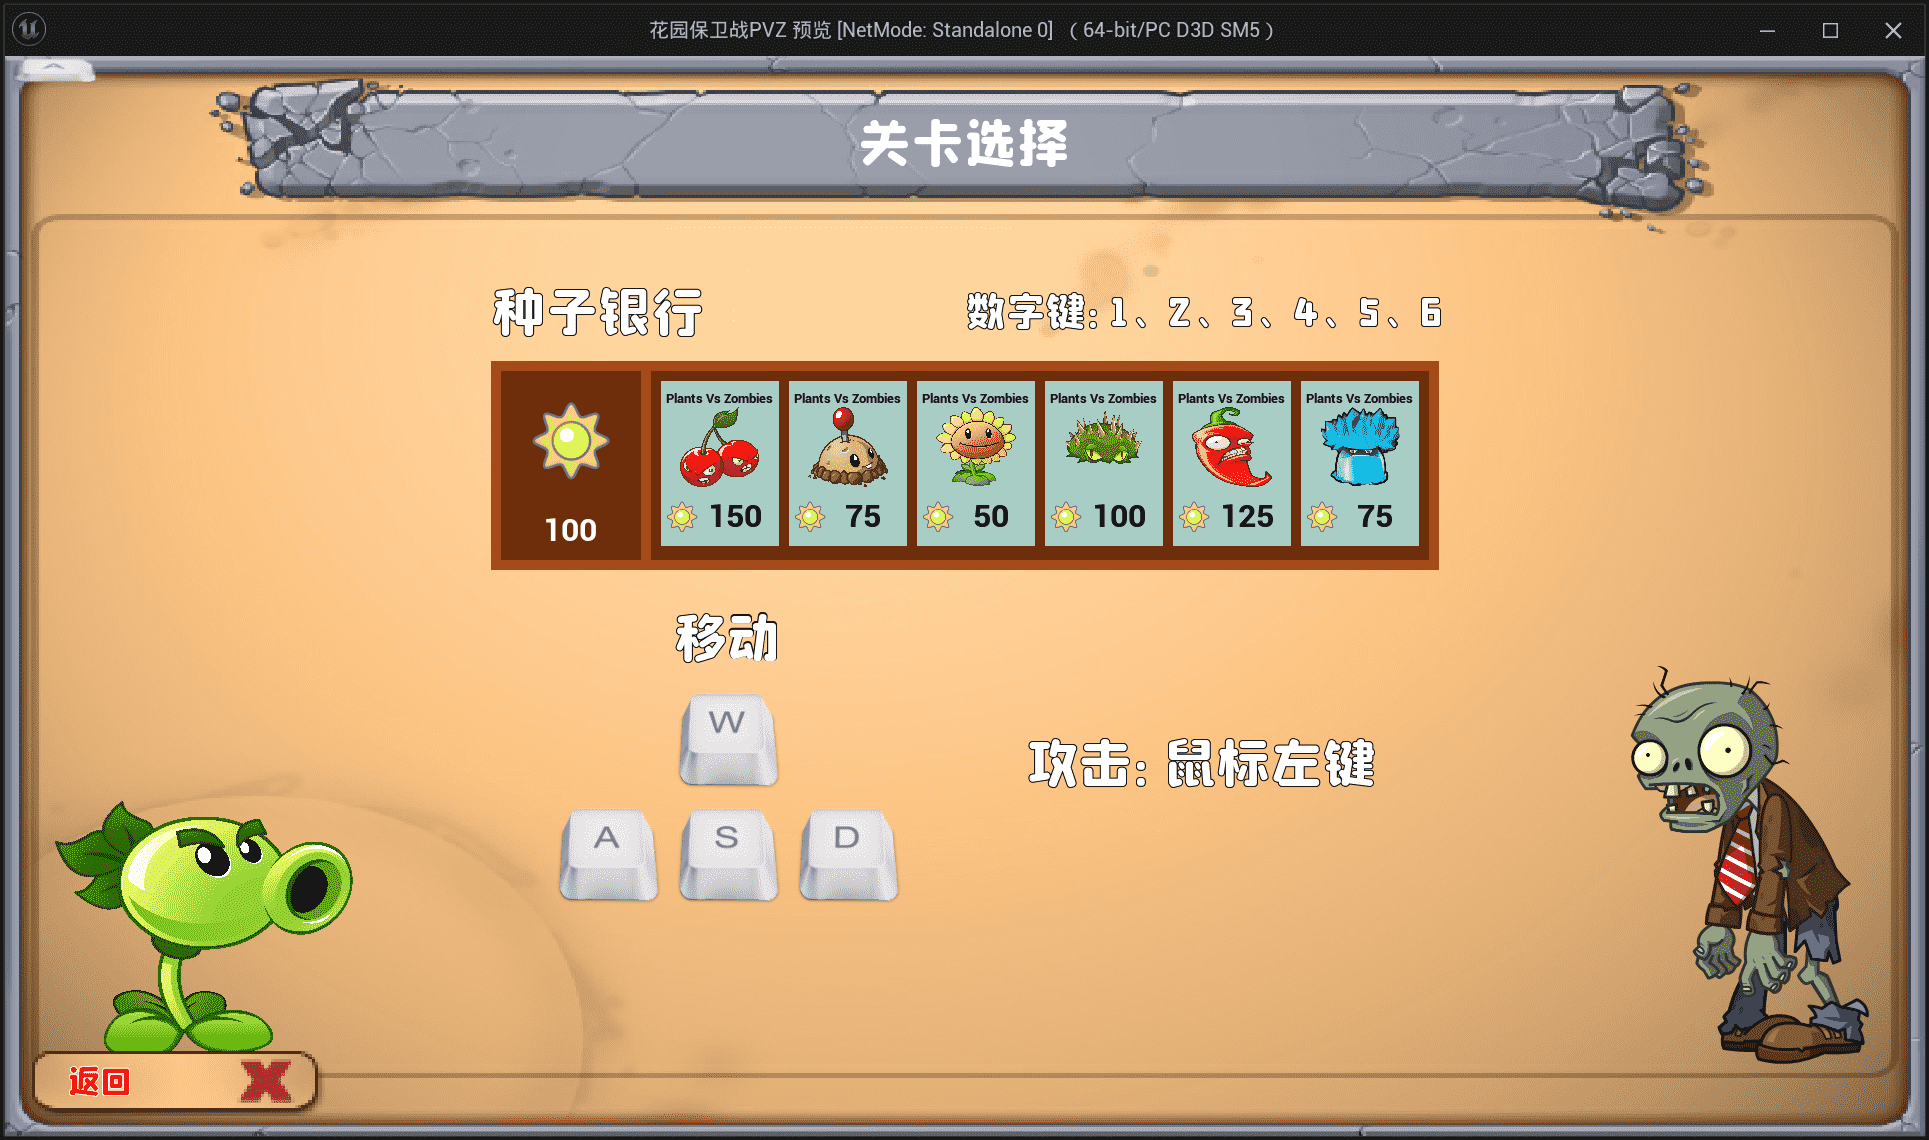 花园保卫战PVZ 预览 [NetMode: Standalone 0] （64-bit/PC D3D SM5）
关卡选择
种子银行
数字键: 1、2、3、4、5、6
Plants Vs Zombies Plants Vs Zombies Plants Vs Zombies Plants Vs Zombies Plants Vs Zombies Plants Vs Zombies
150 75 50 100 125 75
100
移动
W
攻击: 鼠标左键
A S D
返回 X